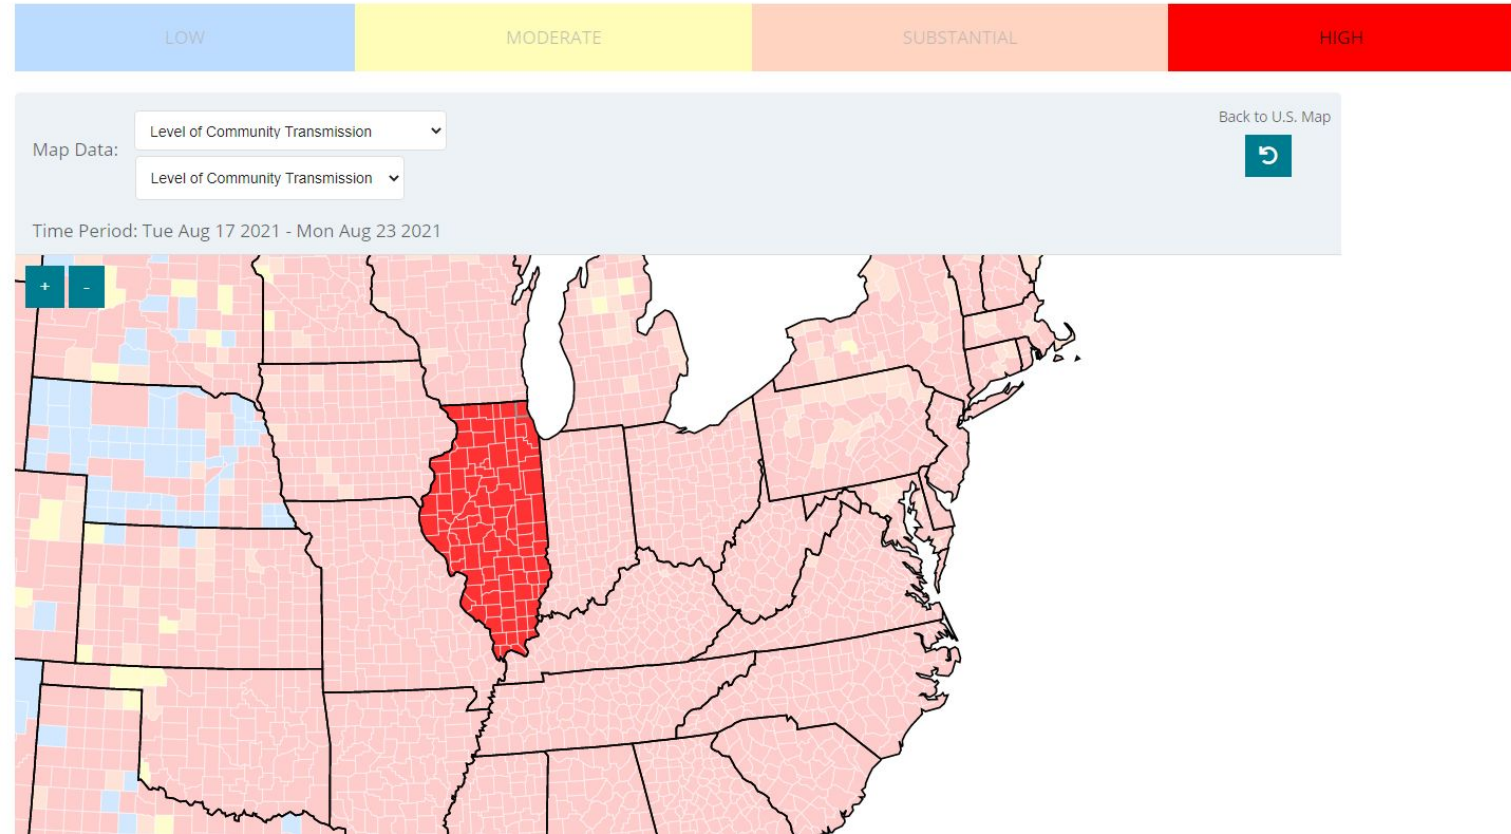 LOW
MODERATE
SUBSTANTIAL
HIGH
Map Data:
Level of Community Transmission
Level of Community Transmission
Back to U.S. Map
Time Period: Tue Aug 17 2021 - Mon Aug 23 2021
+ -